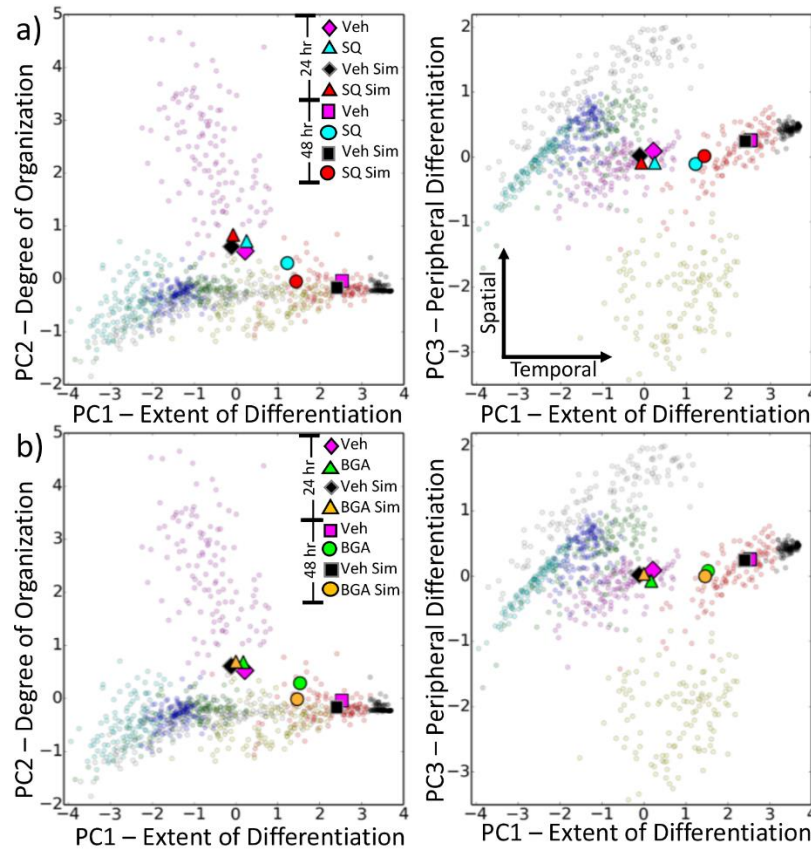 a)
PC2 – Degree of Organization
5
4
3
2
1
0
−1
−2
−4 −3 −2 −1 0 1 2 3 4
PC1 – Extent of Differentiation
24 hr
Veh
SQ
Veh Sim
SQ Sim
48 hr
Veh
SQ
Veh Sim
SQ Sim
PC3 – Peripheral Differentiation
2
1
0
−1
−2
−3
Spatial
Temporal
−4 −3 −2 −1 0 1 2 3 4
PC1 – Extent of Differentiation
b)
PC2 – Degree of Organization
5
4
3
2
1
0
−1
−2
−4 −3 −2 −1 0 1 2 3 4
PC1 – Extent of Differentiation
24 hr
Veh
BGA
Veh Sim
BGA Sim
48 hr
Veh
BGA
Veh Sim
BGA Sim
PC3 – Peripheral Differentiation
2
1
0
−1
−2
−3
−4 −3 −2 −1 0 1 2 3 4
PC1 – Extent of Differentiation